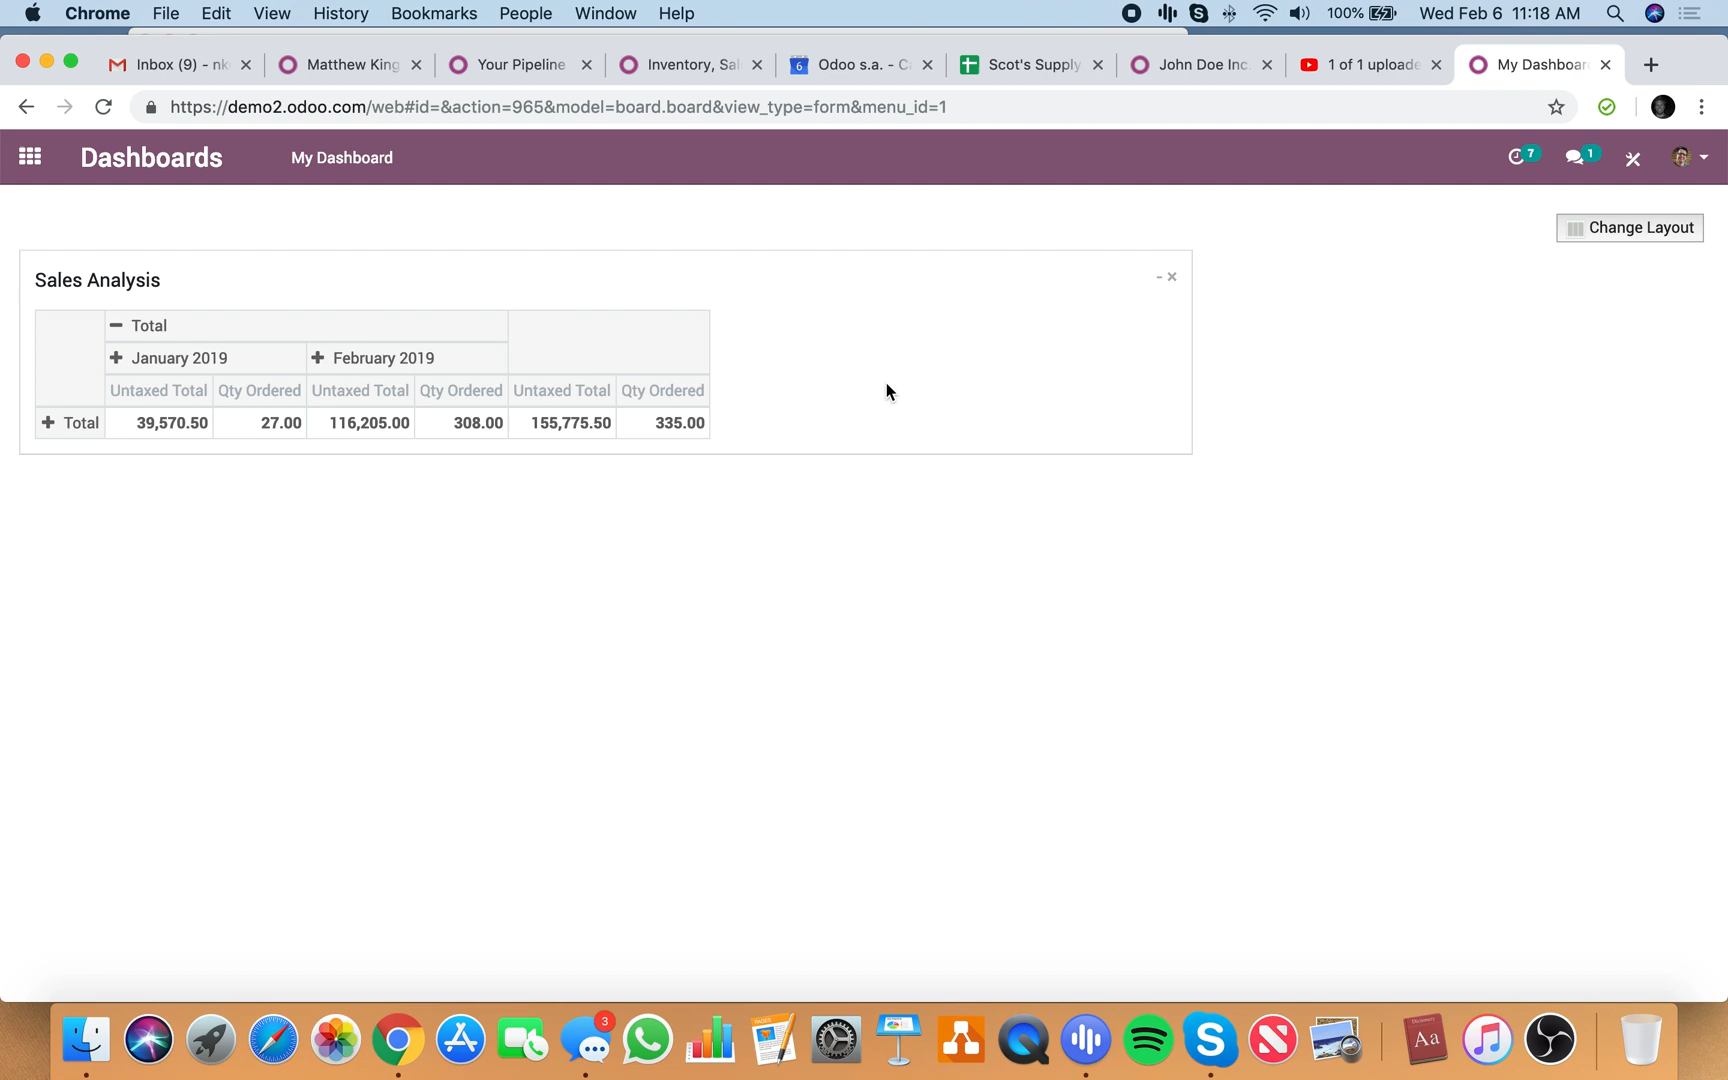 Chrome File Edit View History Bookmarks People Window Help 100% Wed Feb 6 11:18 AM
Inbox (9) - nk Matthew King Your Pipeline Inventory, Sal 6 Odoo s.a. - C Scot's Supply John Doe Inc. 1 of 1 uploade My Dashboar
https://demo2.odoo.com/web#id=&action=965&model=board.board&view_type=form&menu_id=1
Dashboards My Dashboard 7 1
Change Layout
Sales Analysis
Total
January 2019 February 2019
Untaxed Total Qty Ordered Untaxed Total Qty Ordered Untaxed Total Qty Ordered
Total 39,570.50 27.00 116,205.00 308.00 155,775.50 335.00
3
PAGES
Dictionary
Aa